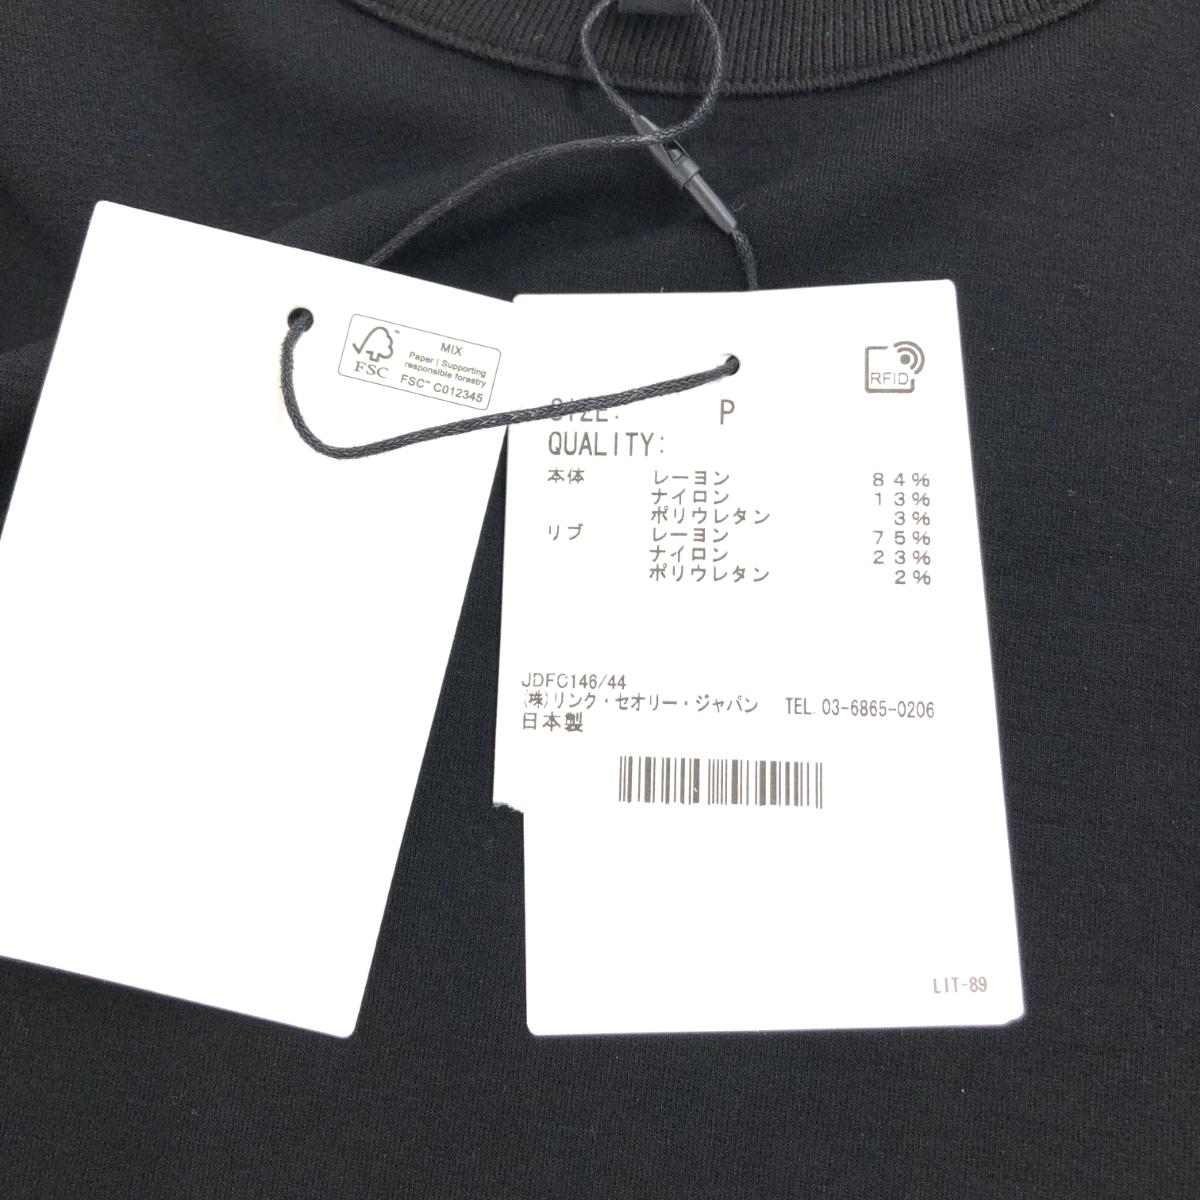 FSC™
MIX
Paper | Supporting
responsible forestry
FSC™ C012345
RFID
SIZE: P
QUALITY:
本体 レーヨン 84%
ナイロン 13%
ポリウレタン 3%
リブ レーヨン 75%
ナイロン 23%
ポリウレタン 2%
JDFC146/44
(株)リンク・セオリー・ジャパン TEL.03-6865-0206
日本製
LIT-89